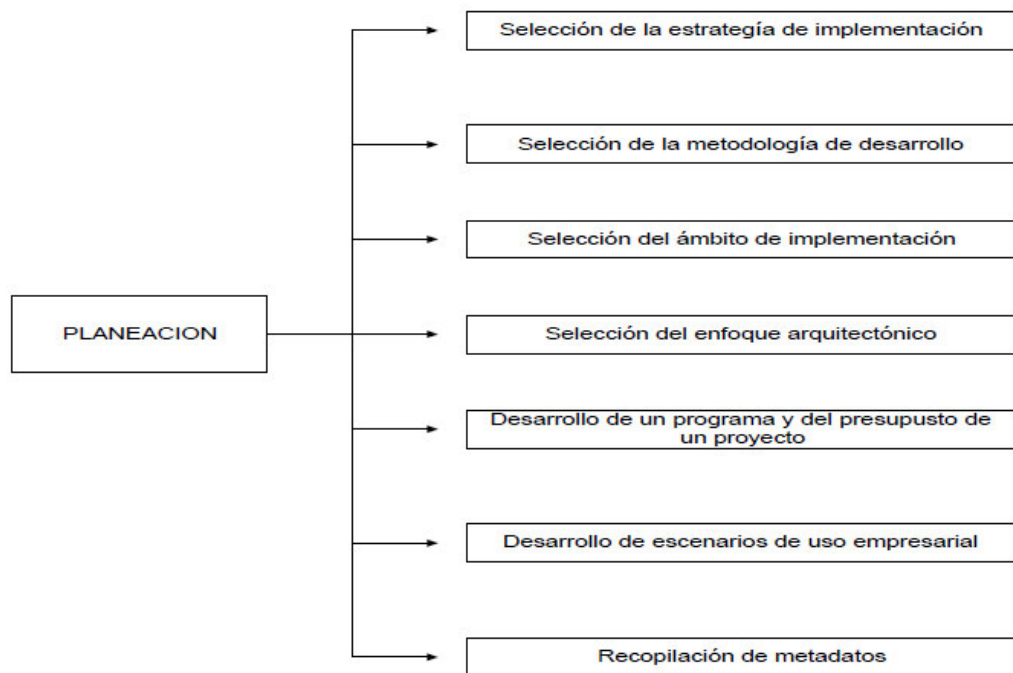 Selección de la estrategía de implementación
Selección de la metodología de desarrollo
Selección del ámbito de implementación
PLANEACION
Selección del enfoque arquitectónico
Desarrollo de un programa y del presupusto de
un proyecto
Desarrollo de escenarios de uso empresarial
Recopilación de metadatos